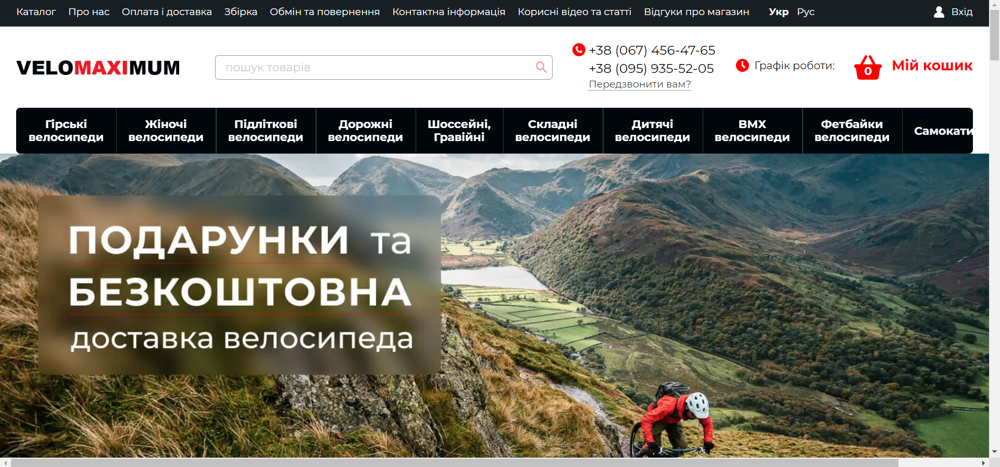 Каталог Про нас Оплата і доставка Збірка Обмін та повернення Контактна інформація Корисні відео та статті Відгуки про магазин Укр Рус Вхід
VELOMAXIMUM
пошук товарів
+38 (067) 456-47-65
+38 (095) 935-52-05
Передзвонити вам?
Графік роботи:
0
Мій кошик
Гірські
велосипеди
Жіночі
велосипеди
Підліткові
велосипеди
Дорожні
велосипеди
Шоссейні,
Гравійні
Складні
велосипеди
Дитячі
велосипеди
BMX
велосипеди
Фетбайки
велосипеди
Самокати
ПОДАРУНКИ та
БЕЗКОШТОВНА
доставка велосипеда